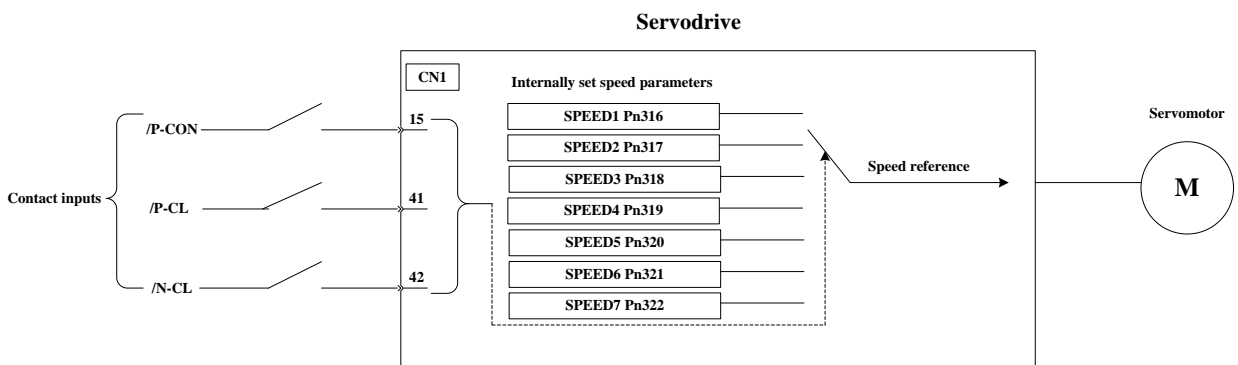 Servodrive
CN1
Internally set speed parameters
Contact inputs
/P-CON
15
/P-CL
41
/N-CL
42
SPEED1 Pn316
SPEED2 Pn317
SPEED3 Pn318
SPEED4 Pn319
SPEED5 Pn320
SPEED6 Pn321
SPEED7 Pn322
Speed reference
Servomotor
M